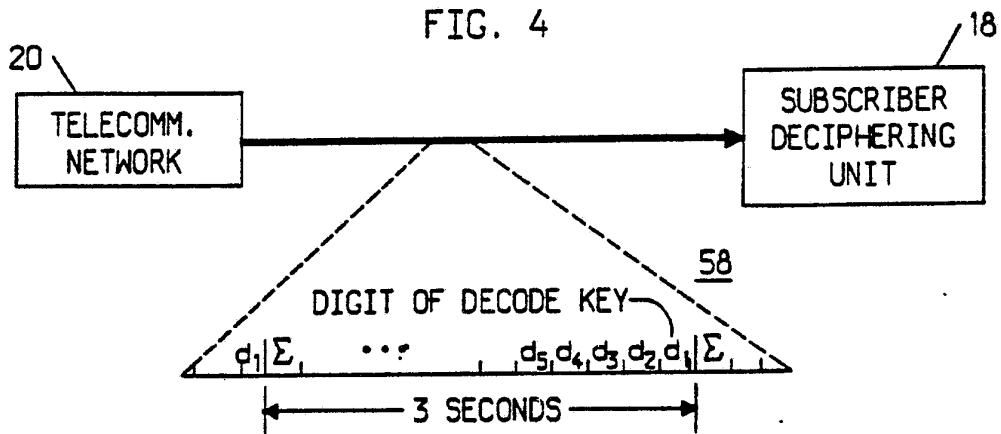 FIG. 4
20
18
TELECOMM.
NETWORK
SUBSCRIBER
DECIPHERING
UNIT
58
DIGIT OF DECODE KEY
d₁ Σ ... d₅ d₄ d₃ d₂ d₁ Σ
3 SECONDS